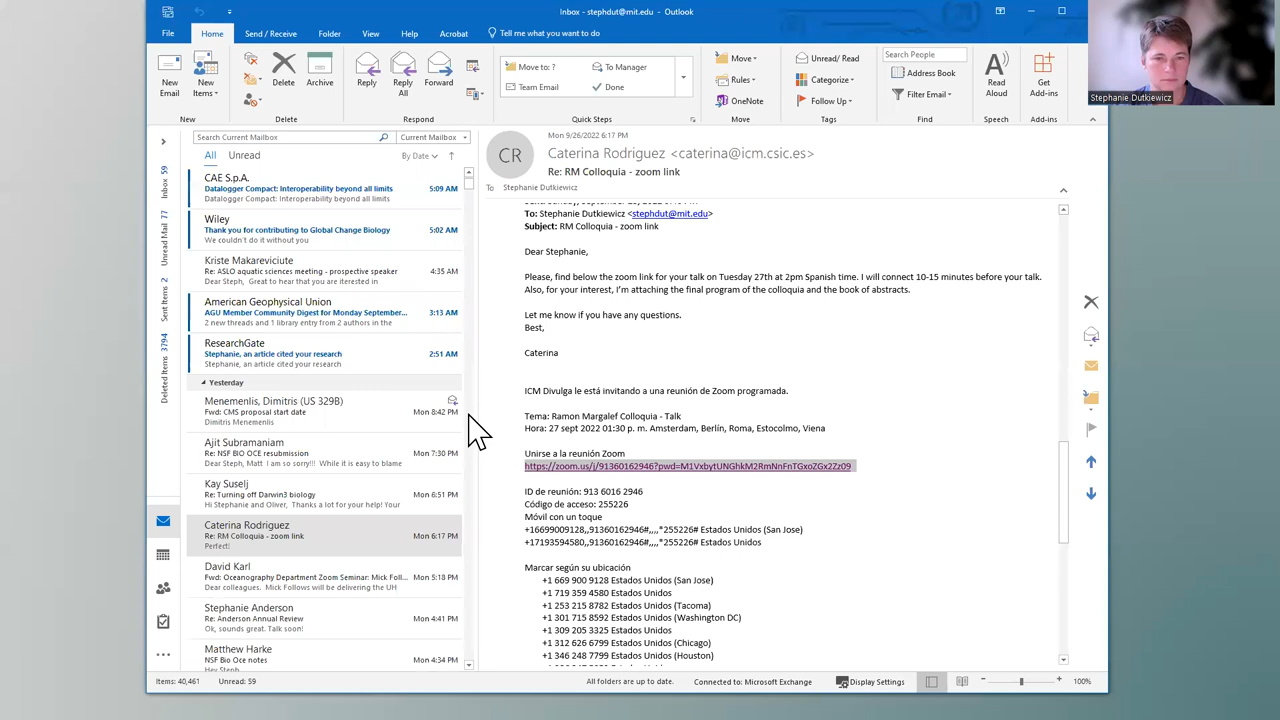 Inbox - stephdut@mit.edu - Outlook
File Home Send / Receive Folder View Help Acrobat Tell me what you want to do
New Email
New Items
Delete
Archive
Reply
Reply All
Forward
Move to: ?
To Manager
Team Email
Done
Move
Rules
OneNote
Unread/ Read
Categorize
Follow Up
Search People
Address Book
Filter Email
Read Aloud
Get Add-ins
New Delete Respond Quick Steps Move Tags Find Speech Add-ins
Stephanie Dutkiewicz
Inbox 59
Unread Mail 77
Sent Items 2
Deleted Items 3794
Search Current Mailbox Current Mailbox
All Unread By Date
CAE S.p.A.
Datalogger Compact: Interoperability beyond all limits 5:09 AM
Datalogger Compact: Interoperability beyond all limits
Wiley
Thank you for contributing to Global Change Biology 5:02 AM
We couldn't do it without you
Kriste Makareviciute
Re: ASLO aquatic sciences meeting - prospective speaker 4:35 AM
Dear Steph, Great to hear that you are iterested in
American Geophysical Union
AGU Member Community Digest for Monday September... 3:13 AM
2 new threads and 1 library entry from 2 authors in the
ResearchGate
Stephanie, an article cited your research 2:51 AM
Stephanie, an article cited your research
Yesterday
Menemenlis, Dimitris (US 329B)
Fwd: CMS proposal start date Mon 8:42 PM
Dimitris Menemenlis
Ajit Subramaniam
Re: NSF BIO OCE resubmission Mon 7:30 PM
Dear Steph, Matt I am so sorry!!! While it is easy to blame
Kay Suselj
Re: Turning off Darwin3 biology Mon 6:51 PM
Hi Stephanie and Oliver, Thanks a lot for your help! Your
Caterina Rodriguez
Re: RM Colloquia - zoom link Mon 6:17 PM
Perfect!
David Karl
Fwd: Oceanography Department Zoom Seminar: Mick Foll... Mon 5:18 PM
Dear colleagues. Mick Follows will be delivering the UH
Stephanie Anderson
Re: Anderson Annual Review Mon 4:41 PM
Ok, sounds great. Talk soon!
Matthew Harke
NSF Bio Oce notes Mon 4:34 PM
Hey Steph
Mon 9/26/2022 6:17 PM
CR
Caterina Rodriguez <caterina@icm.csic.es>
Re: RM Colloquia - zoom link
To Stephanie Dutkiewicz
To: Stephanie Dutkiewicz <stephdut@mit.edu>
Subject: RM Colloquia - zoom link
Dear Stephanie,
Please, find below the zoom link for your talk on Tuesday 27th at 2pm Spanish time. I will connect 10-15 minutes before your talk.
Also, for your interest, I'm attaching the final program of the colloquia and the book of abstracts.
Let me know if you have any questions.
Best,
Caterina
ICM Divulga le está invitando a una reunión de Zoom programada.
Tema: Ramon Margalef Colloquia - Talk
Hora: 27 sept 2022 01:30 p. m. Amsterdam, Berlín, Roma, Estocolmo, Viena
Unirse a la reunión Zoom
https://zoom.us/j/91360162946?pwd=M1VxbytUNGhkM2RmNnFnTGxoZGx2Zz09
ID de reunión: 913 6016 2946
Código de acceso: 255226
Móvil con un toque
+16699009128,,91360162946#,,,,*255226# Estados Unidos (San Jose)
+17193594580,,91360162946#,,,,*255226# Estados Unidos
Marcar según su ubicación
+1 669 900 9128 Estados Unidos (San Jose)
+1 719 359 4580 Estados Unidos
+1 253 215 8782 Estados Unidos (Tacoma)
+1 301 715 8592 Estados Unidos (Washington DC)
+1 309 205 3325 Estados Unidos
+1 312 626 6799 Estados Unidos (Chicago)
+1 346 248 7799 Estados Unidos (Houston)
Items: 40,461 Unread: 59 All folders are up to date. Connected to: Microsoft Exchange Display Settings 100%